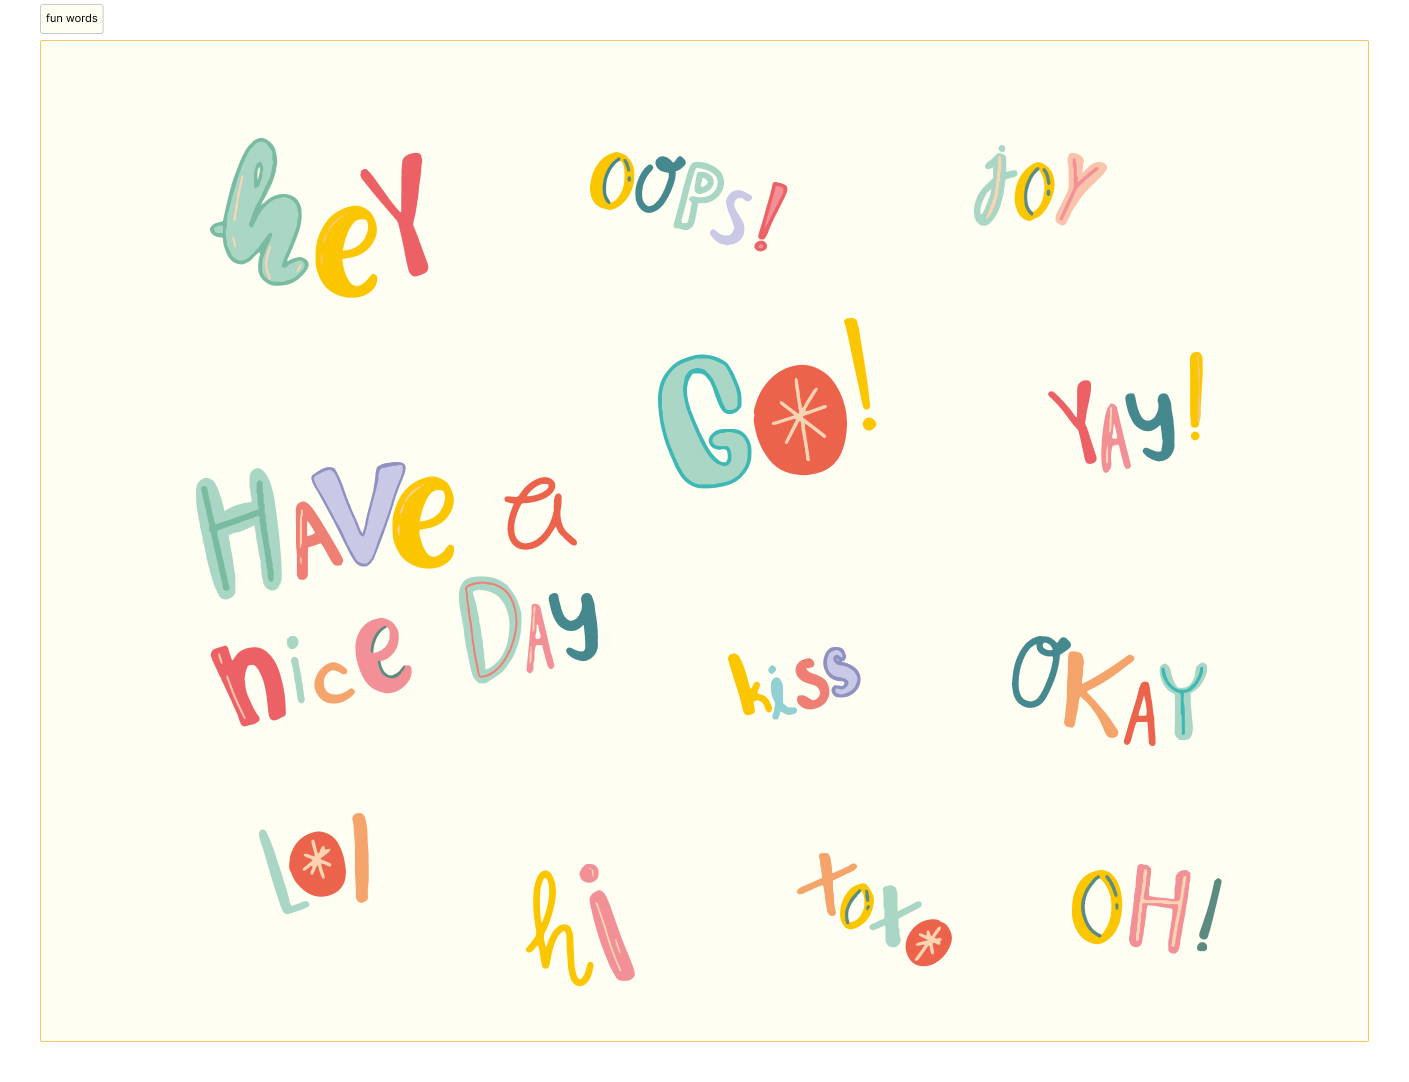 fun words
heY
OOPS!
joY
GO!
YAy!
HAVe a
nice DAy
kiss
OKAY
LOl
hi
xoxo
OH!